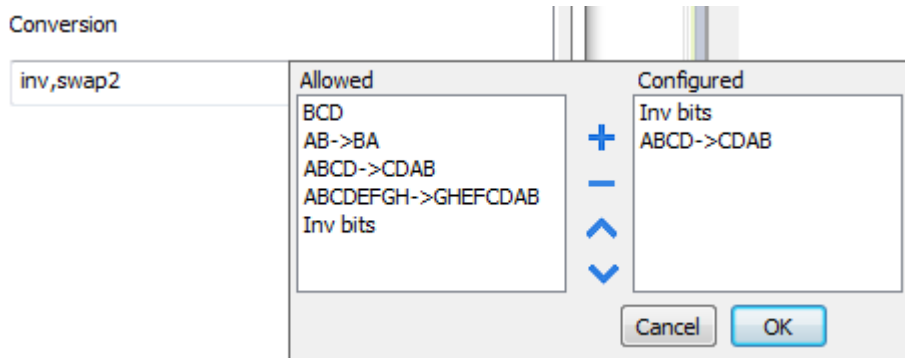 Conversion
inv,swap2
Allowed
BCD
AB->BA
ABCD->CDAB
ABCDEFGH->GHEFCDAB
Inv bits
Configured
Inv bits
ABCD->CDAB
Cancel
OK